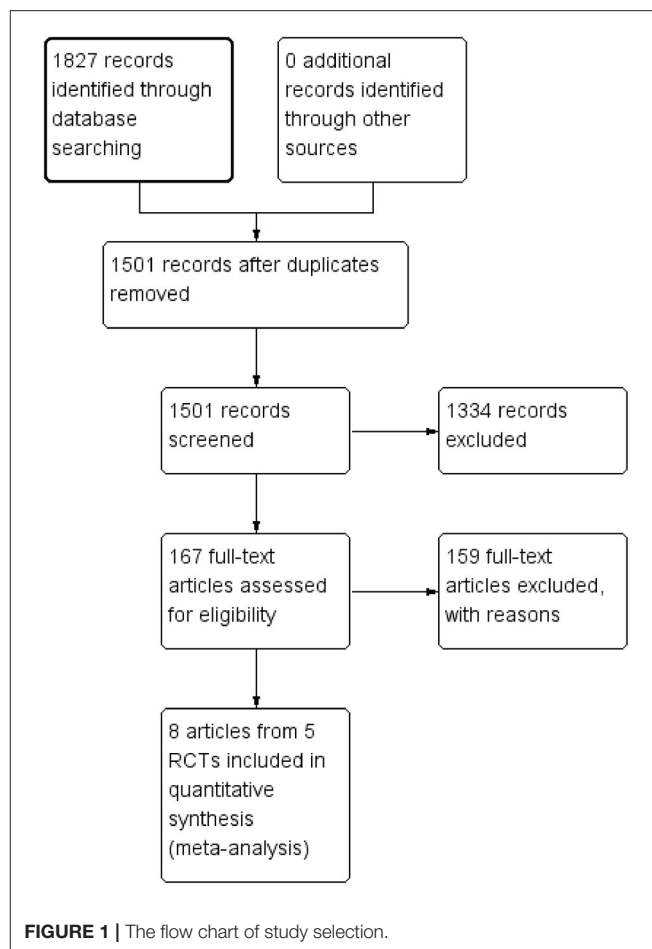 1827 records
identified through
database
searching
0 additional
records identified
through other
sources
1501 records after duplicates
removed
1501 records
screened
1334 records
excluded
167 full-text
articles assessed
for eligibility
159 full-text
articles excluded,
with reasons
8 articles from 5
RCTs included in
quantitative
synthesis
(meta-analysis)
FIGURE 1 | The flow chart of study selection.